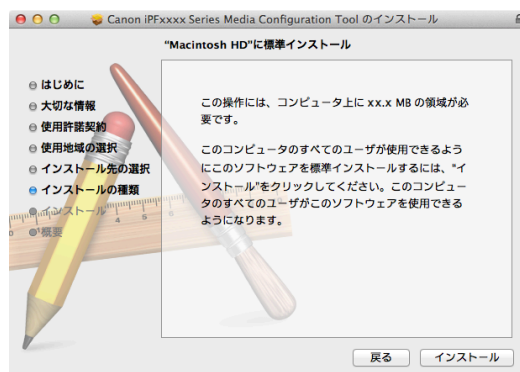 Canon iPFxxxx Series Media Configuration Tool のインストール
"Macintosh HD"に標準インストール
はじめに
大切な情報
使用許諾契約
使用地域の選択
インストール先の選択
インストールの種類
インストール
概要
この操作には、コンピュータ上に xx.x MB の領域が必
要です。
このコンピュータのすべてのユーザが使用できるよう
にこのソフトウェアを標準インストールするには、"イ
ンストール"をクリックしてください。このコンピュー
タのすべてのユーザがこのソフトウェアを使用できる
ようになります。
戻る
インストール